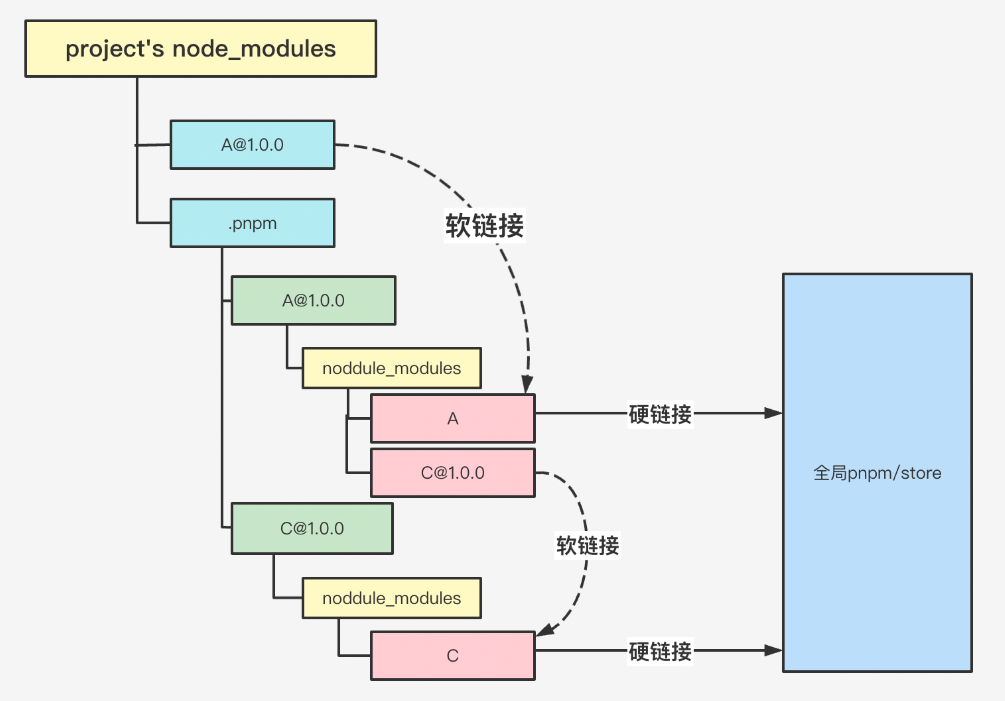 project's node_modules
A@1.0.0
.pnpm
软链接
A@1.0.0
noddule_modules
A
硬链接
C@1.0.0
全局pnpm/store
C@1.0.0
软链接
noddule_modules
C
硬链接